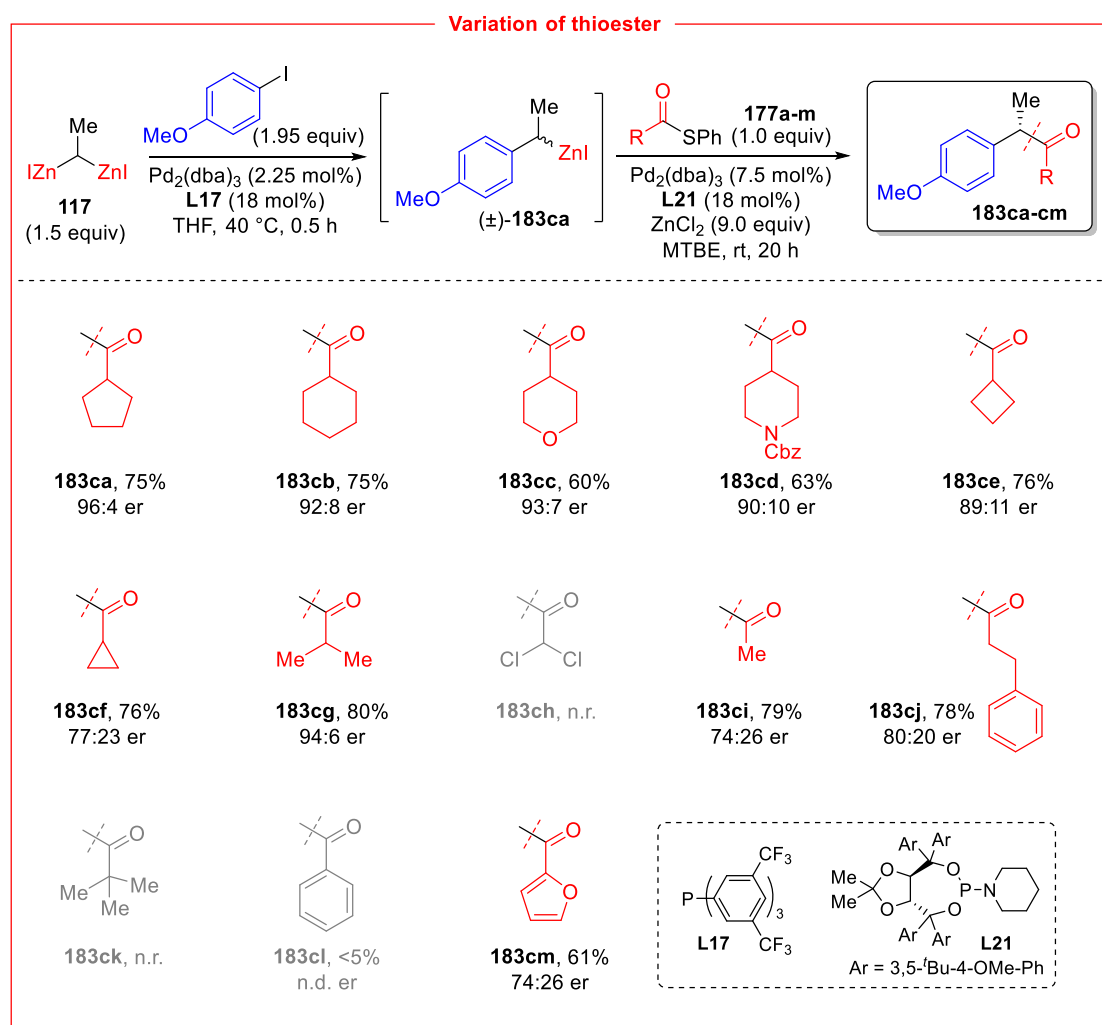 Variation of thioester
Me
IZn
ZnI
117
(1.5 equiv)
I
MeO
(1.95 equiv)
Pd2(dba)3 (2.25 mol%)
L17 (18 mol%)
THF, 40 °C, 0.5 h
Me
ZnI
MeO
(±)-183ca
O
R
SPh
177a-m
(1.0 equiv)
Pd2(dba)3 (7.5 mol%)
L21 (18 mol%)
ZnCl2 (9.0 equiv)
MTBE, rt, 20 h
Me
O
R
MeO
183ca-cm
O
183ca, 75%
96:4 er
O
183cb, 75%
92:8 er
O
O
183cc, 60%
93:7 er
O
N
Cbz
183cd, 63%
90:10 er
O
183ce, 76%
89:11 er
O
183cf, 76%
77:23 er
O
Me
Me
183cg, 80%
94:6 er
O
Cl
Cl
183ch, n.r.
O
Me
183ci, 79%
74:26 er
O
183cj, 78%
80:20 er
O
Me
Me
Me
183ck, n.r.
O
183cl, <5%
n.d. er
O
O
183cm, 61%
74:26 er
CF3
P
3
CF3
L17
Ar
Ar
Me
Me
O
O
O
P
N
O
Ar
Ar
L21
Ar = 3,5-tBu-4-OMe-Ph